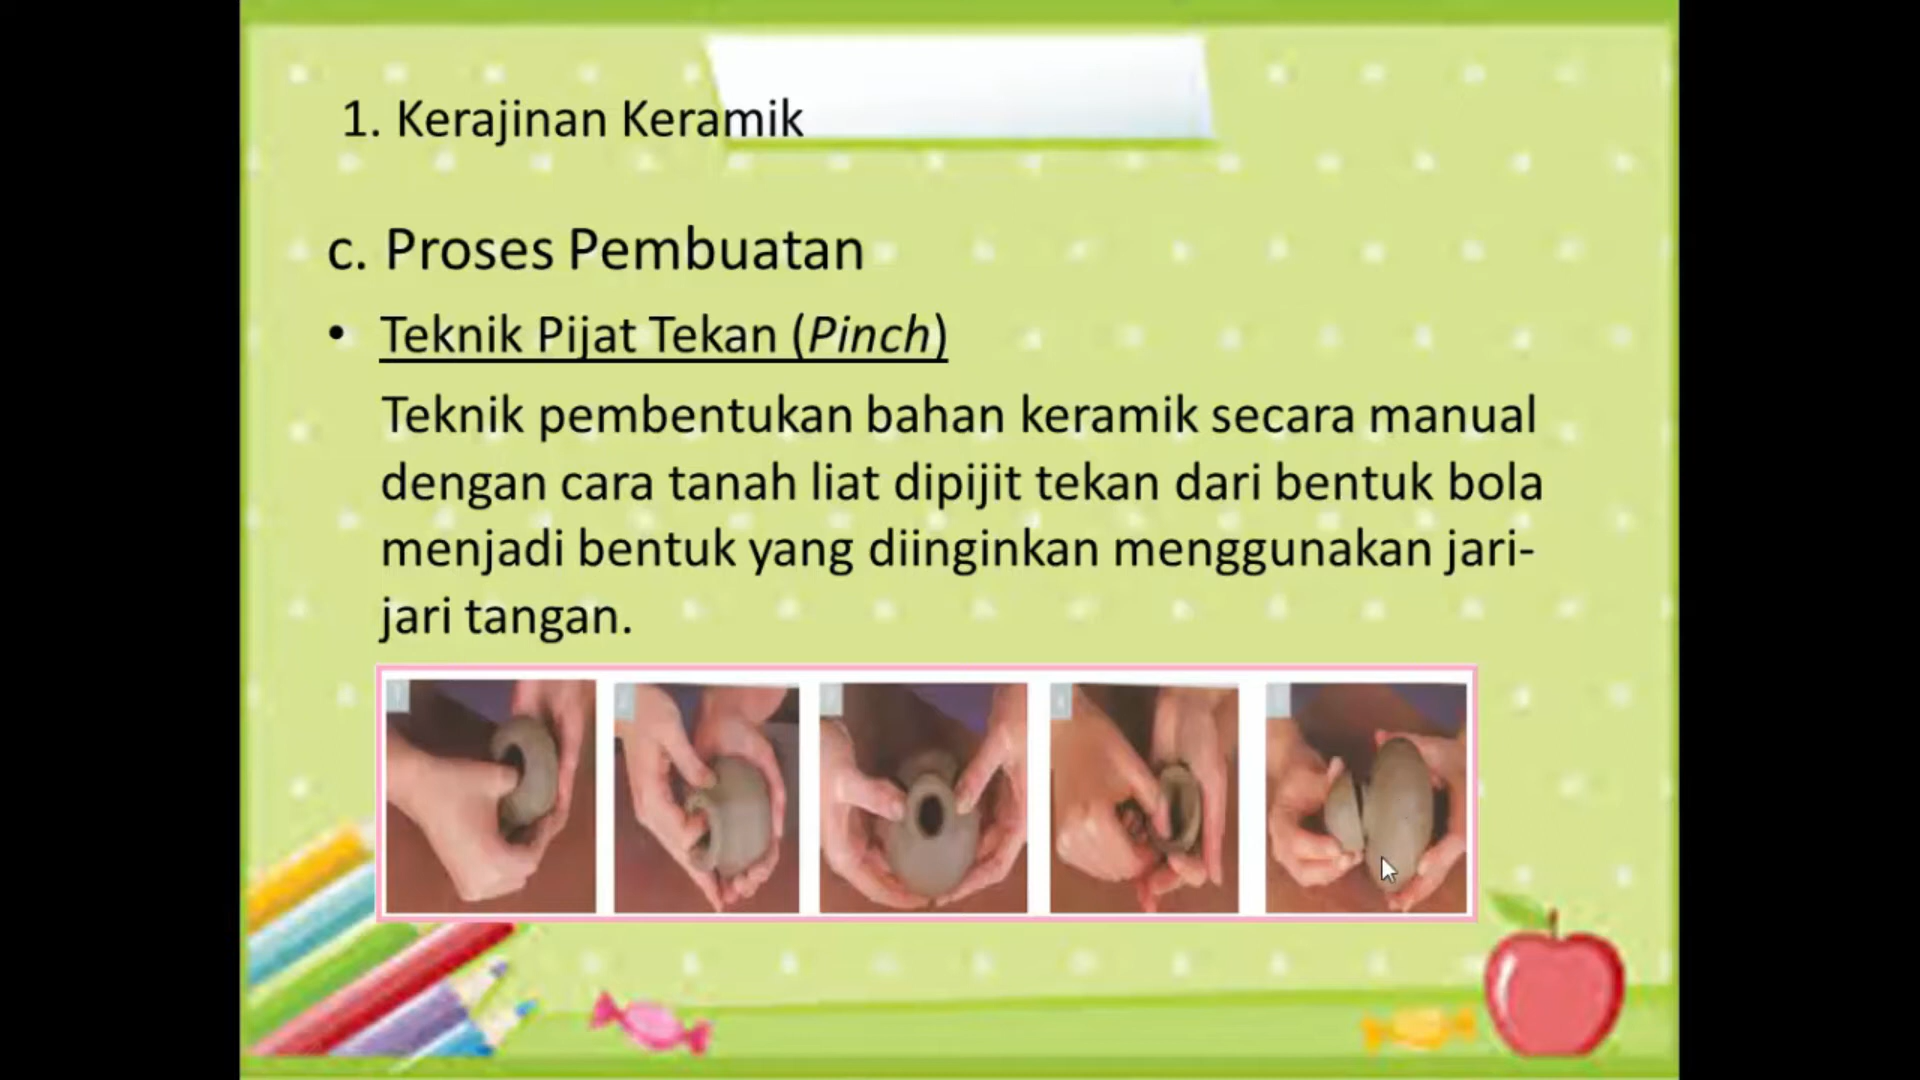 1. Kerajinan Keramik
c. Proses Pembuatan
• Teknik Pijat Tekan (Pinch)
Teknik pembentukan bahan keramik secara manual
dengan cara tanah liat dipijit tekan dari bentuk bola
menjadi bentuk yang diinginkan menggunakan jari-
jari tangan.